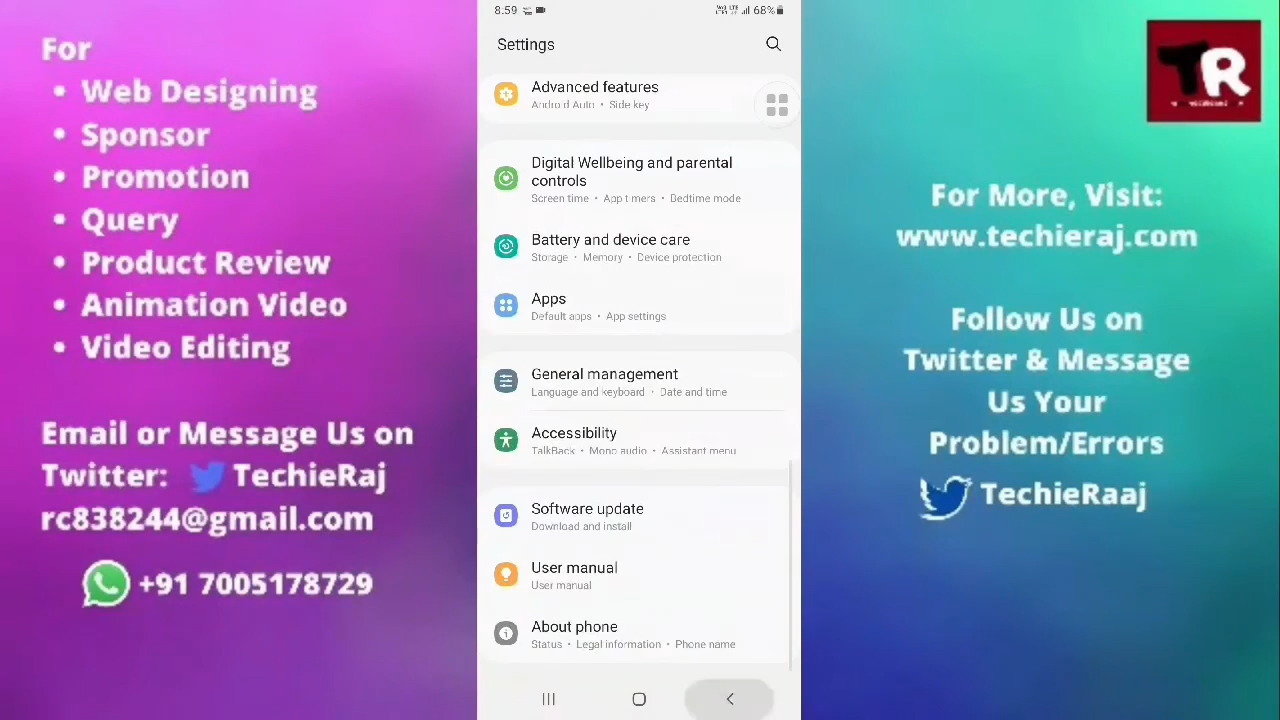 For
• Web Designing
• Sponsor
• Promotion
• Query
• Product Review
• Animation Video
• Video Editing
Email or Message Us on
Twitter: TechieRaj
rc838244@gmail.com
+91 7005178729
8:59
68%
Settings
Advanced features
Android Auto • Side key
Digital Wellbeing and parental
controls
Screen time • App timers • Bedtime mode
Battery and device care
Storage • Memory • Device protection
Apps
Default apps • App settings
General management
Language and keyboard • Date and time
Accessibility
TalkBack • Mono audio • Assistant menu
Software update
Download and install
User manual
User manual
About phone
Status • Legal information • Phone name
TR
For More, Visit:
www.techieraj.com
Follow Us on
Twitter & Message
Us Your
Problem/Errors
TechieRaaj